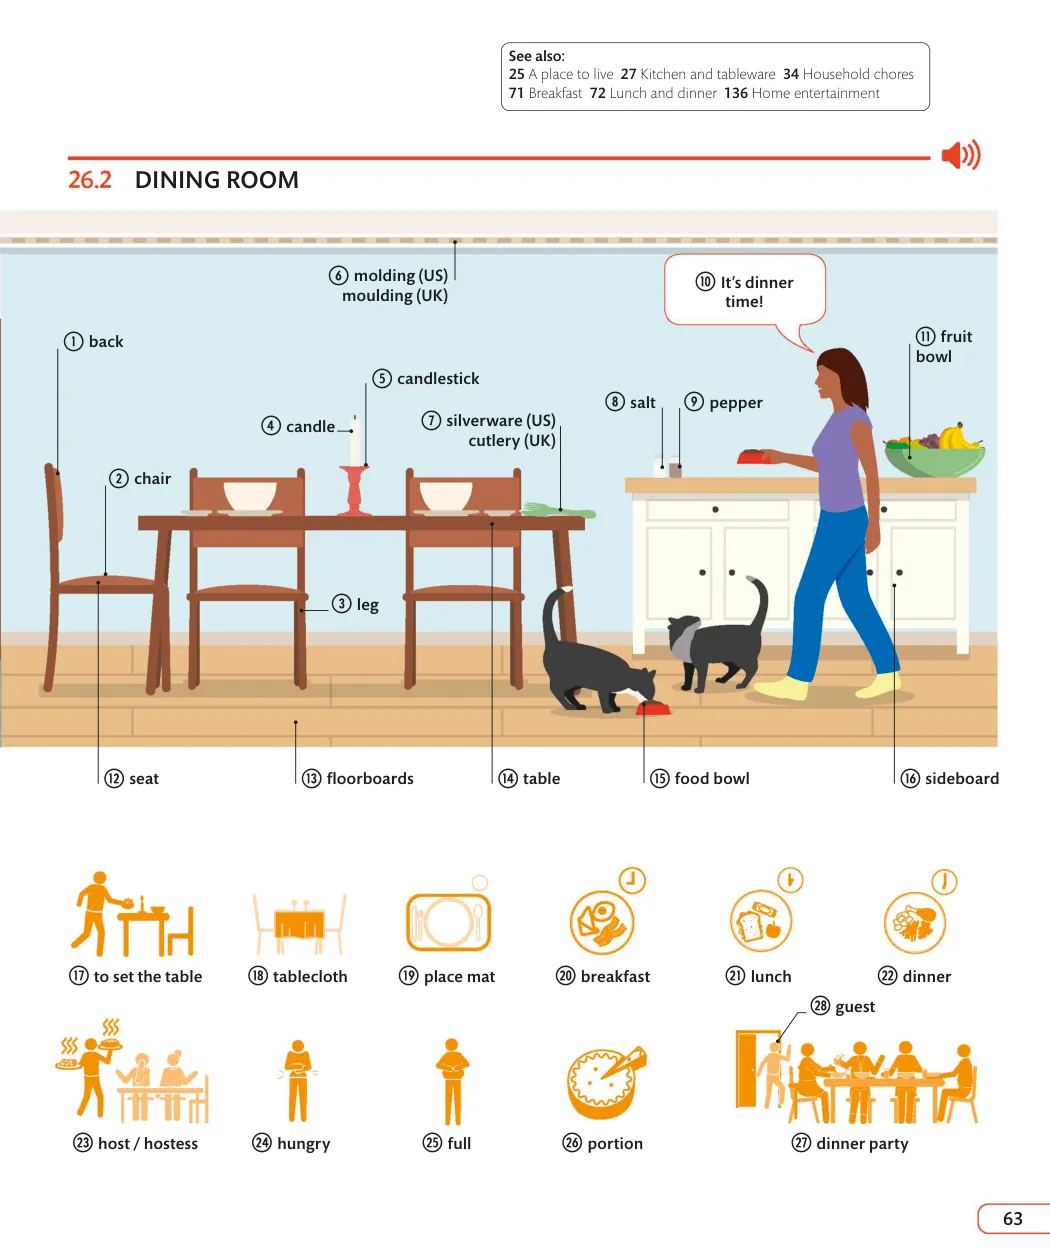 See also:
25 A place to live 27 Kitchen and tableware 34 Household chores
71 Breakfast 72 Lunch and dinner 136 Home entertainment
26.2 DINING ROOM
⑥ molding (US)
moulding (UK)
⑩ It's dinner
time!
① back
⑪ fruit
bowl
⑤ candlestick
⑧ salt
⑨ pepper
④ candle
⑦ silverware (US)
cutlery (UK)
② chair
③ leg
⑫ seat
⑬ floorboards
⑭ table
⑮ food bowl
⑯ sideboard
⑰ to set the table
⑱ tablecloth
⑲ place mat
⑳ breakfast
㉑ lunch
㉒ dinner
㉘ guest
㉓ host / hostess
㉔ hungry
㉕ full
㉖ portion
㉗ dinner party
63